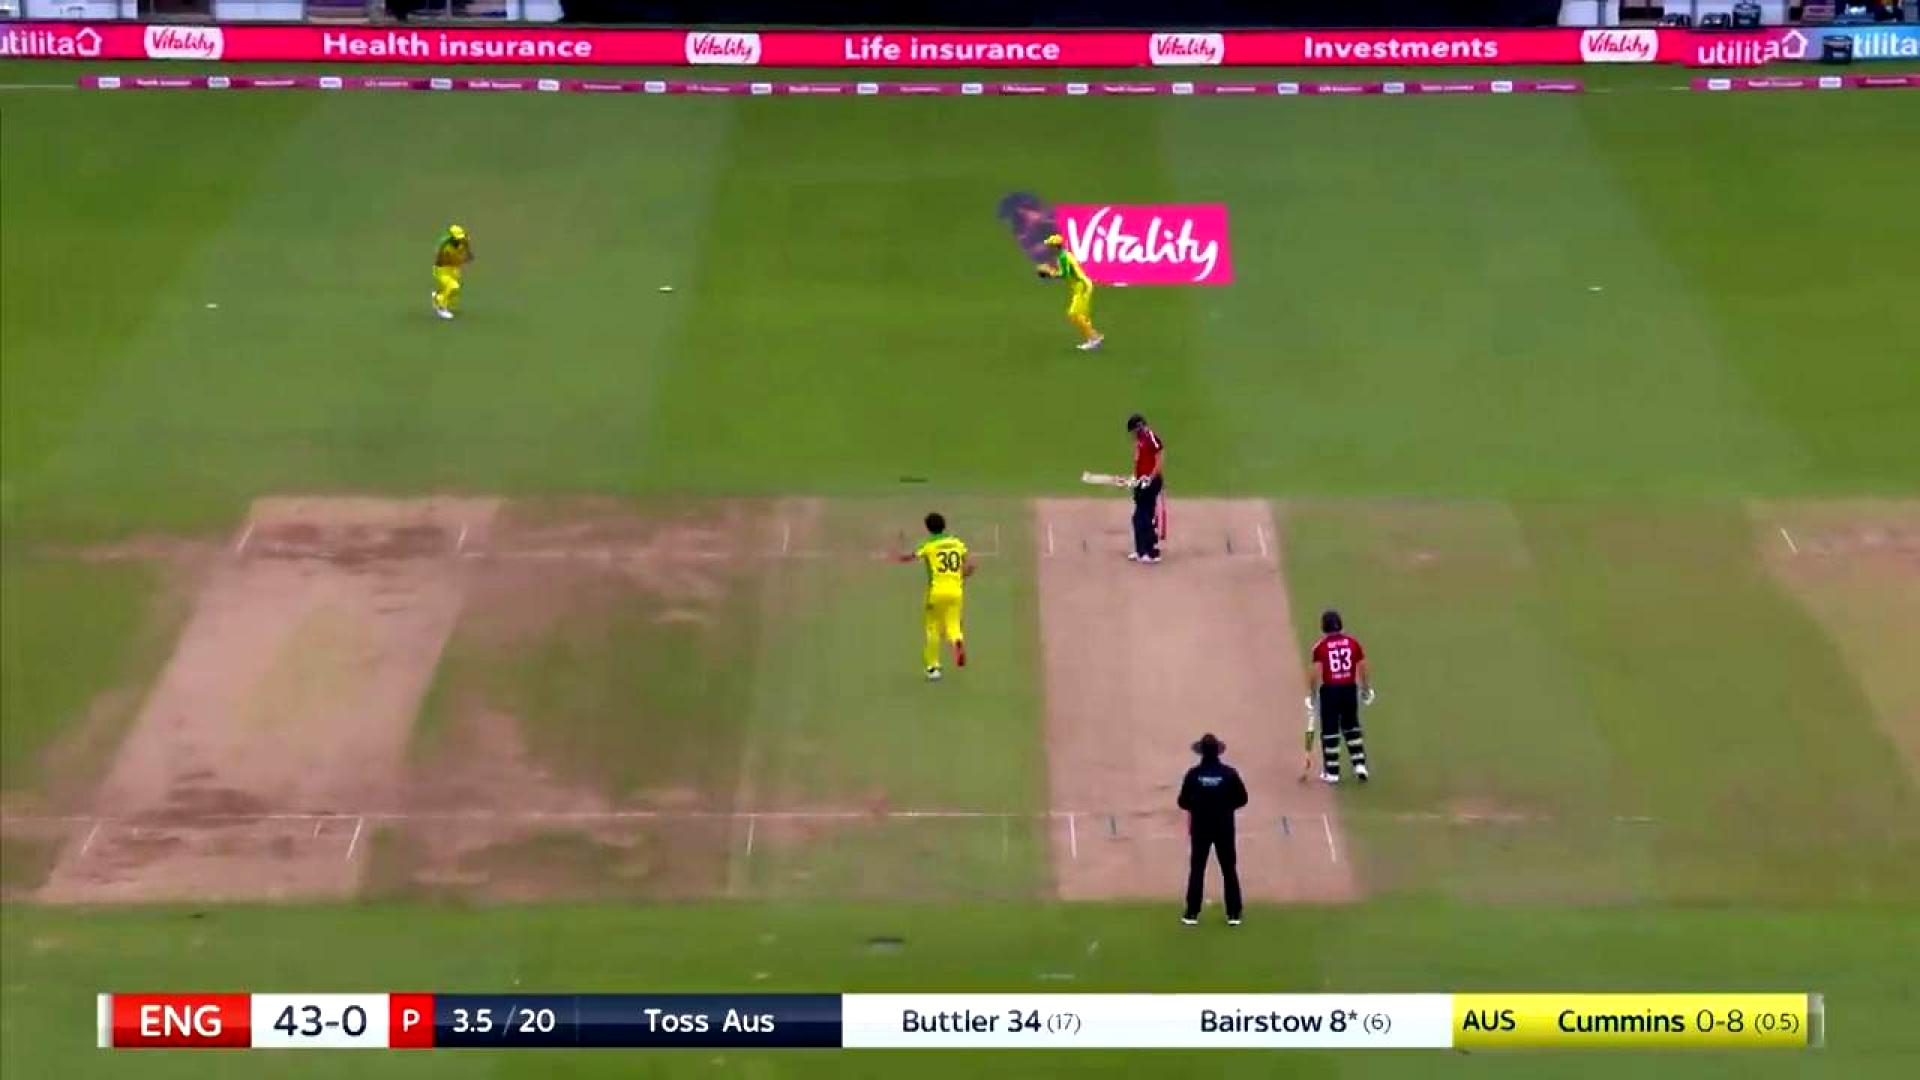 utilita Vitality Health insurance Vitality Life insurance Vitality Investments Vitality utilita tilita
Vitality
30
63
ENG 43-0 P 3.5 / 20 Toss Aus Buttler 34 (17) Bairstow 8* (6) AUS Cummins 0-8 (0.5)